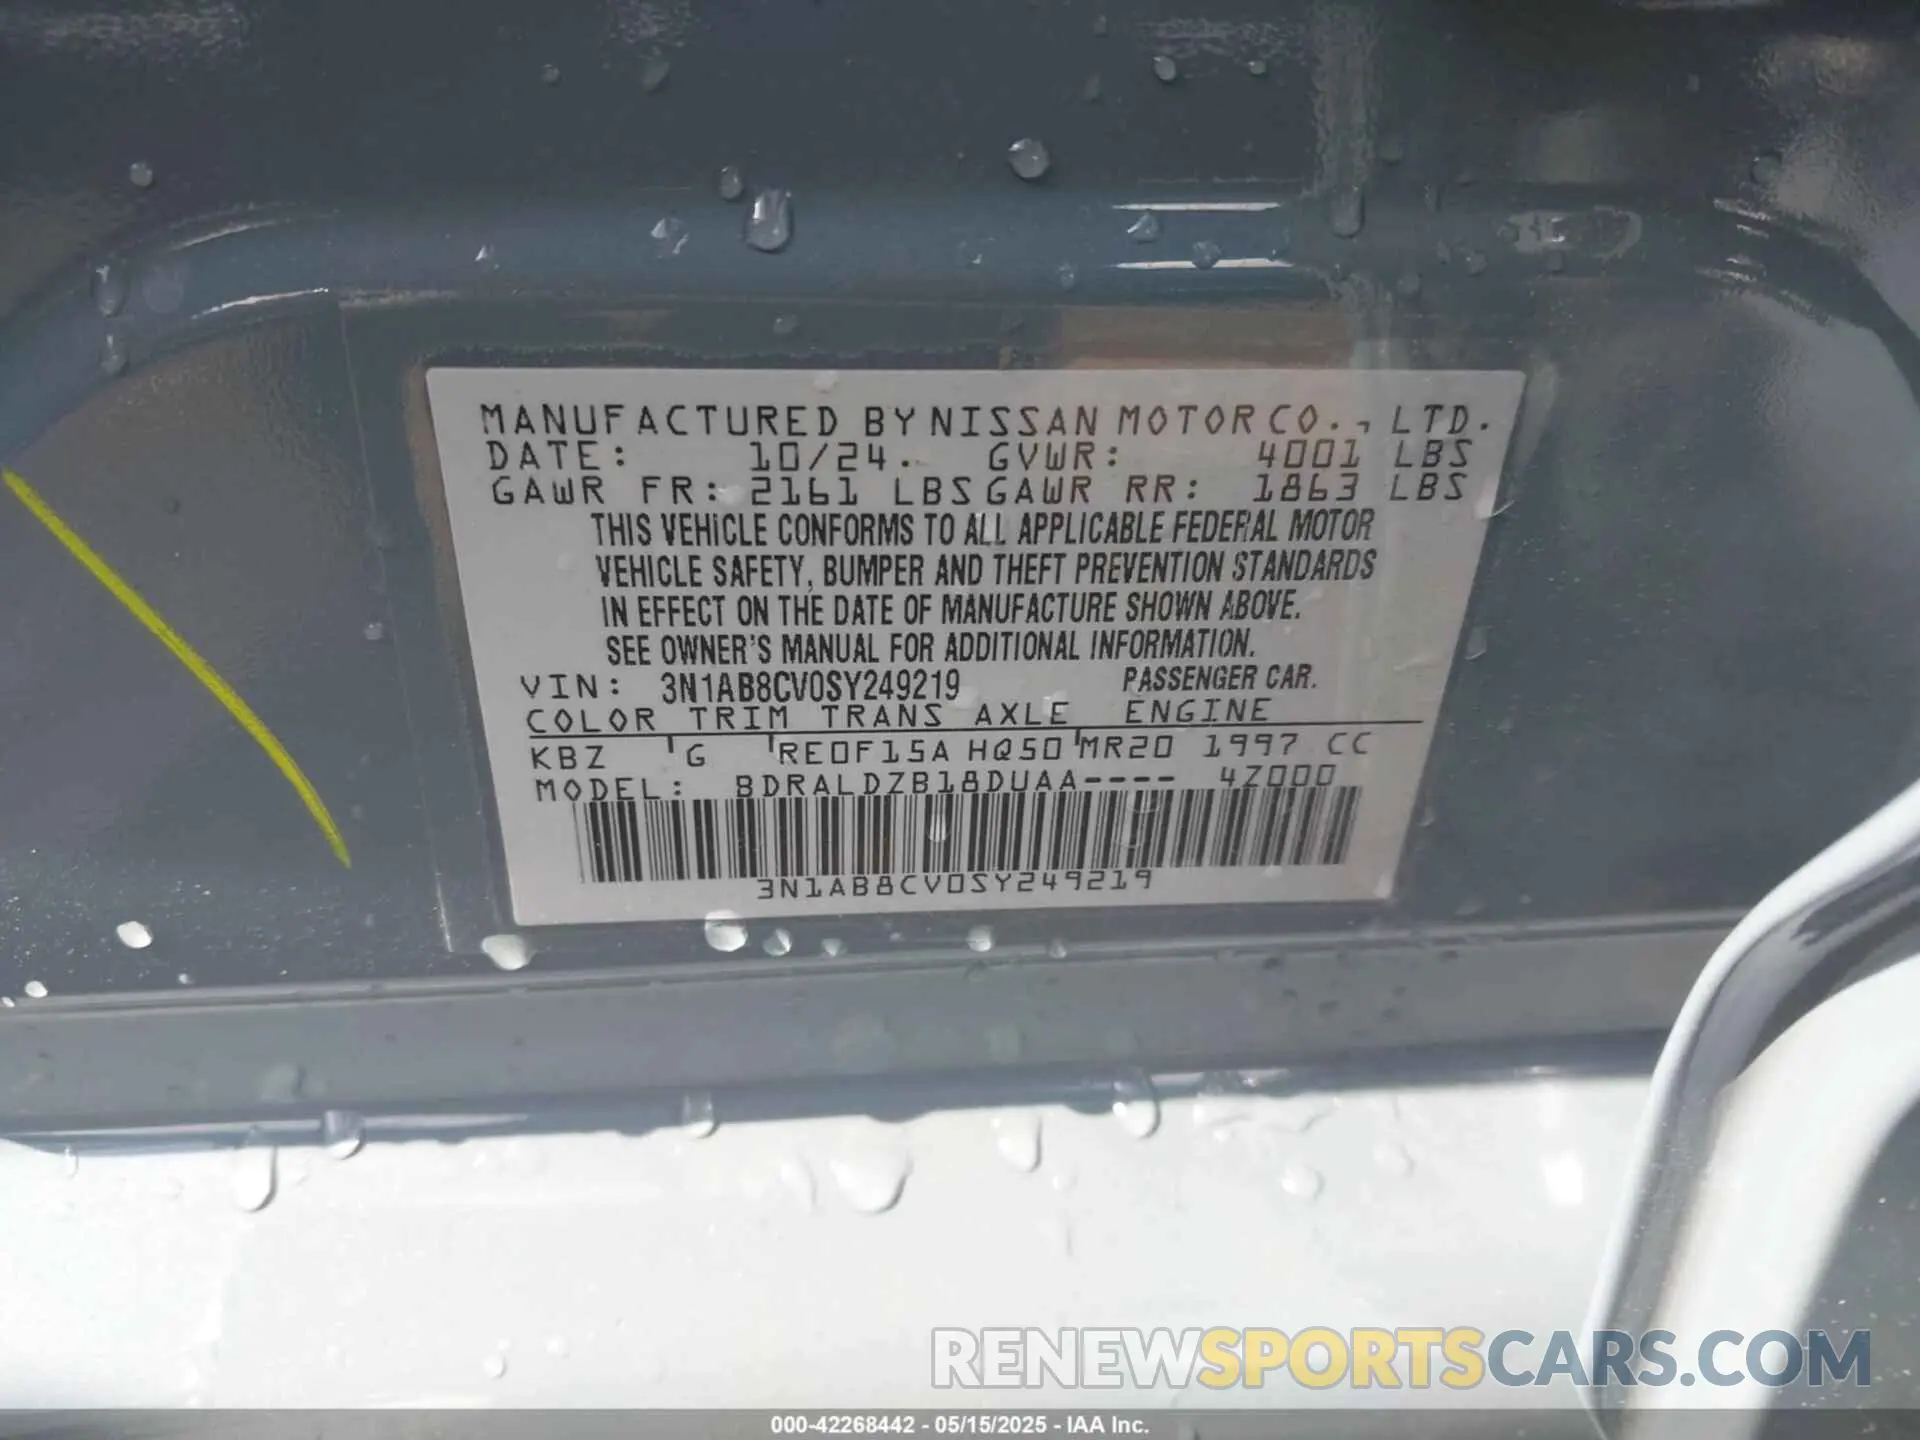 MANUFACTURED BY NISSAN MOTOR CO., LTD.
DATE: 10/24 GVWR: 4001 LBS
GAWR FR: 2161 LBS GAWR RR: 1863 LBS
THIS VEHICLE CONFORMS TO ALL APPLICABLE FEDERAL MOTOR
VEHICLE SAFETY, BUMPER AND THEFT PREVENTION STANDARDS
IN EFFECT ON THE DATE OF MANUFACTURE SHOWN ABOVE.
SEE OWNER'S MANUAL FOR ADDITIONAL INFORMATION.
VIN: 3N1AB8CV0SY249219 PASSENGER CAR.
COLOR TRIM TRANS AXLE ENGINE
KBZ G RE0F15A HQ50 MR20 1997 CC
MODEL: BDRALDZB18DUAA---- 4Z000
3N1AB8CV0SY249219
RENEWSPORTSCARS.COM
000-42268442 - 05/15/2025 - IAA Inc.